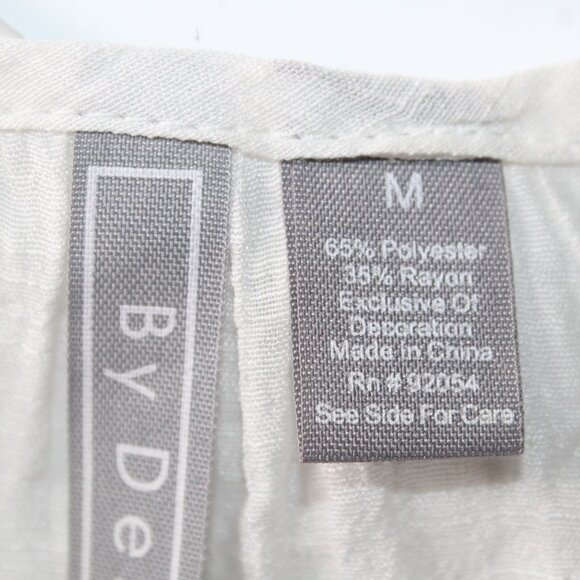 By De
M
65% Polyester
35% Rayon
Exclusive Of
Decoration
Made in China
Rn # 92054
See Side For Care